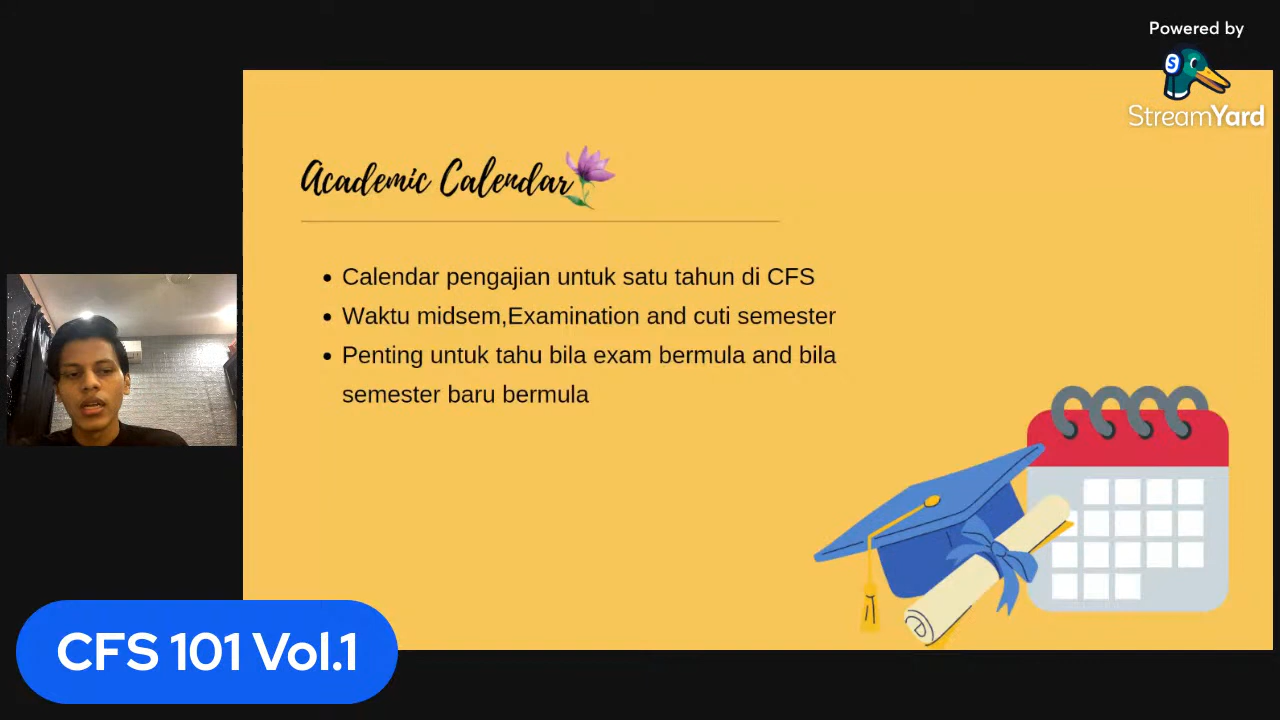 Powered by
StreamYard
Academic Calendar
• Calendar pengajian untuk satu tahun di CFS
• Waktu midsem,Examination and cuti semester
• Penting untuk tahu bila exam bermula and bila
semester baru bermula
CFS 101 Vol.1